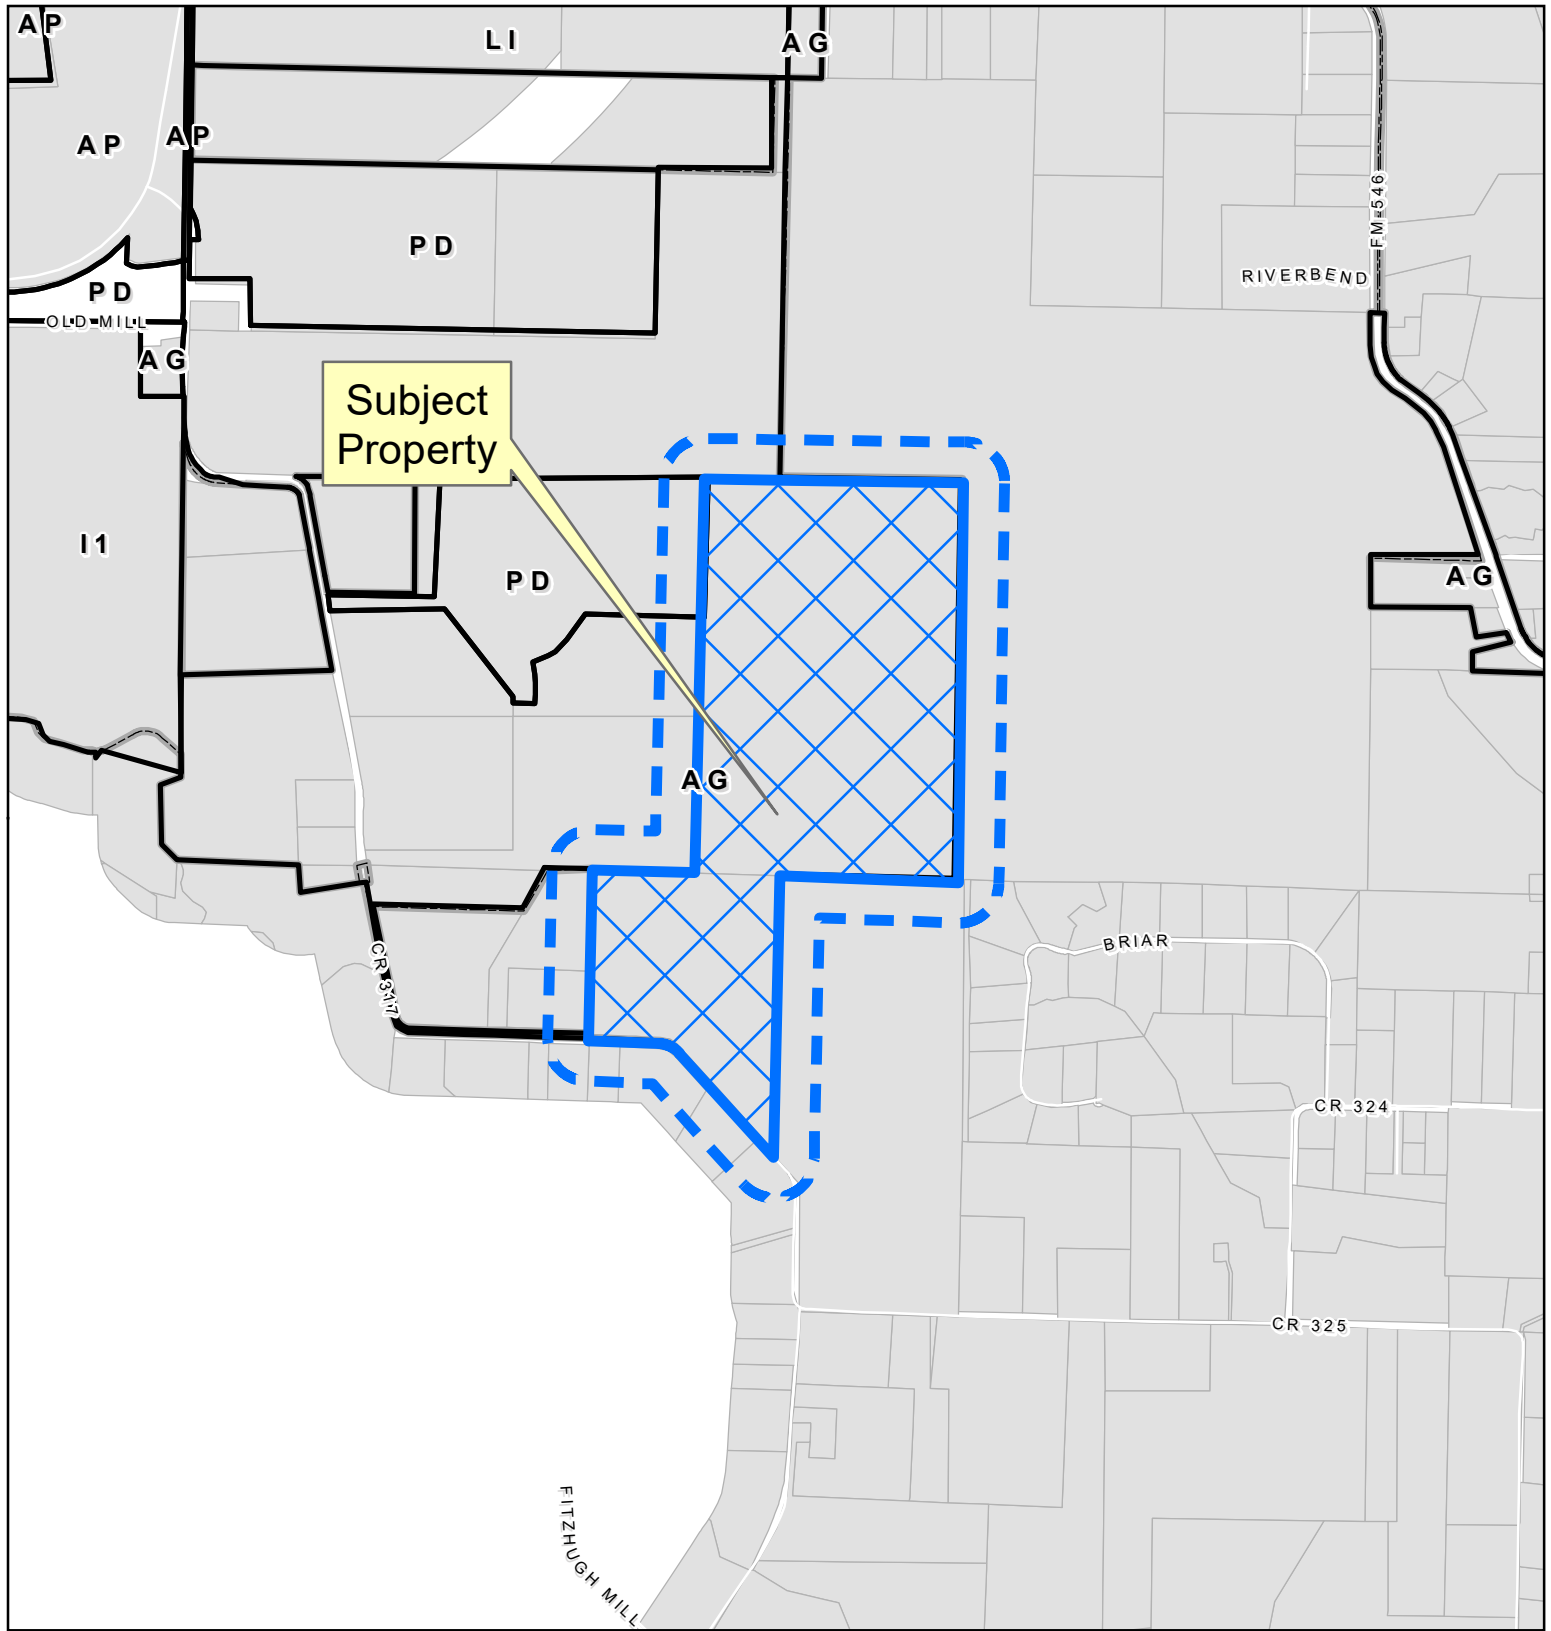 AP
LI
AG
AP
AP
FM-546
PD
RIVERBEND
PD
OLD MILL
AG
Subject
Property
I1
AG
PD
AG
BRIAR
CR 317
CR 324
CR 325
FITZHUGH MILL